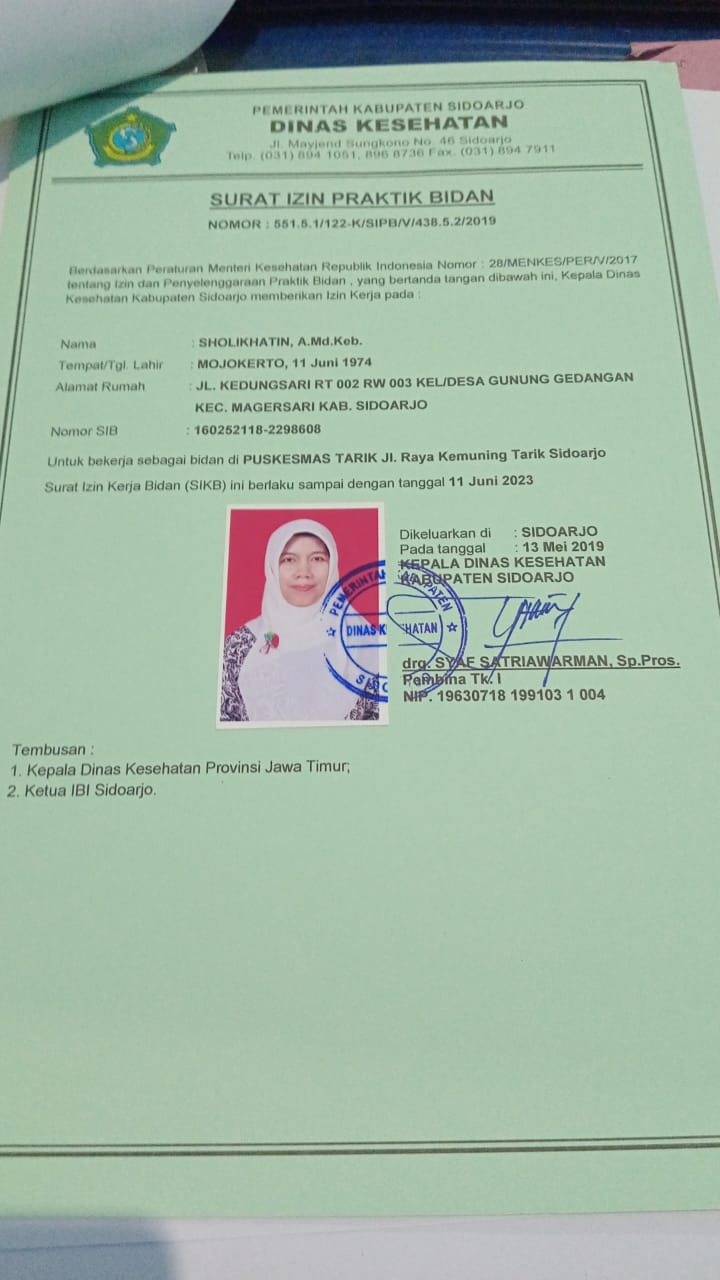 PEMERINTAH KABUPATEN SIDOARJO
DINAS KESEHATAN
Jl. Mayjend Sungkono No. 46 Sidoarjo
Telp. (031) 894 1051, 896 8736 Fax. (031) 894 7911
SURAT IZIN PRAKTIK BIDAN
NOMOR : 551.5.1/122-K/SIPB/V/438.5.2/2019
Berdasarkan Peraturan Menteri Kesehatan Republik Indonesia Nomor : 28/MENKES/PER/V/2017
tentang Izin dan Penyelenggaraan Praktik Bidan , yang bertanda tangan dibawah ini, Kepala Dinas
Kesehatan Kabupaten Sidoarjo memberikan Izin Kerja pada :
Nama : SHOLIKHATIN, A.Md.Keb.
Tempat/Tgl. Lahir : MOJOKERTO, 11 Juni 1974
Alamat Rumah : JL. KEDUNGSARI RT 002 RW 003 KEL/DESA GUNUNG GEDANGAN
KEC. MAGERSARI KAB. SIDOARJO
Nomor SIB : 160252118-2298608
Untuk bekerja sebagai bidan di PUSKESMAS TARIK Jl. Raya Kemuning Tarik Sidoarjo
Surat Izin Kerja Bidan (SIKB) ini berlaku sampai dengan tanggal 11 Juni 2023
Dikeluarkan di : SIDOARJO
Pada tanggal : 13 Mei 2019
KEPALA DINAS KESEHATAN
KABUPATEN SIDOARJO
drg. SYAF SATRIAWARMAN, Sp.Pros.
Pembina Tk. I
NIP. 19630718 199103 1 004
Tembusan :
1. Kepala Dinas Kesehatan Provinsi Jawa Timur;
2. Ketua IBI Sidoarjo.